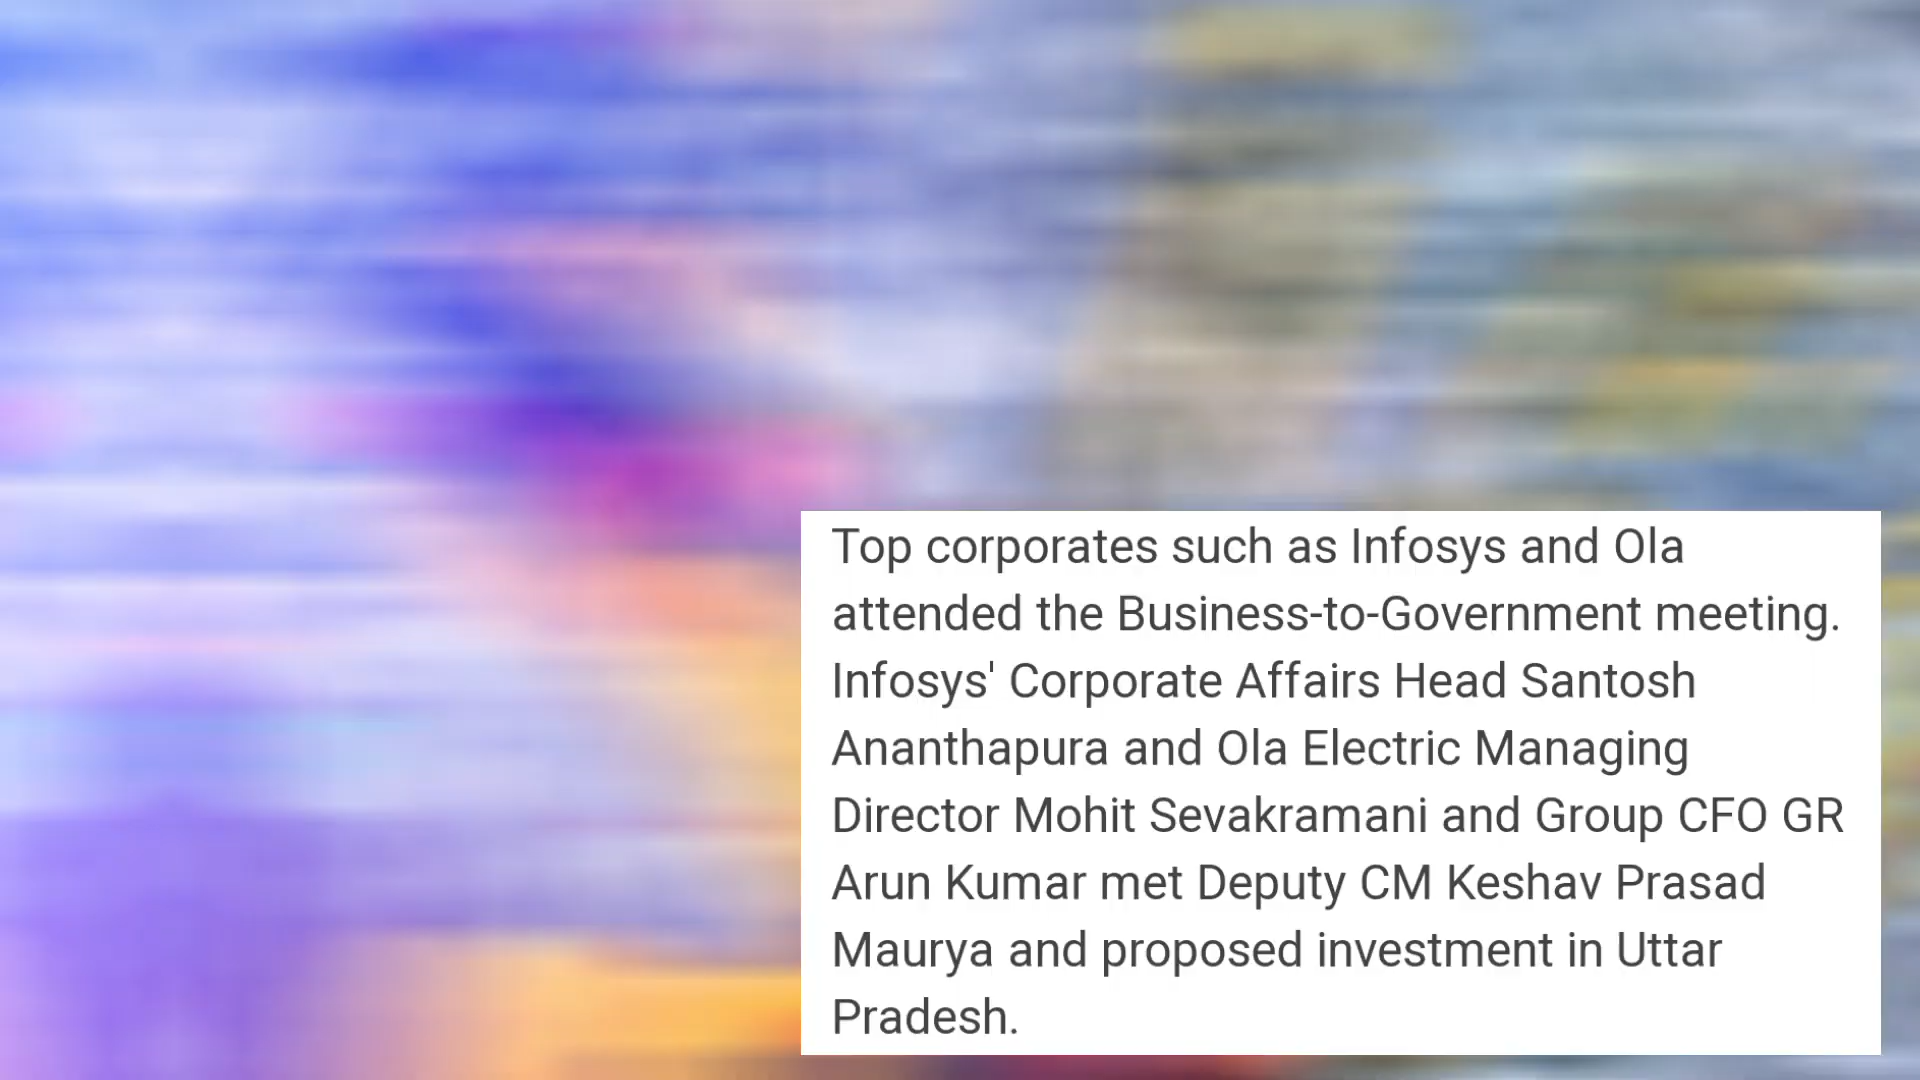 Top corporates such as Infosys and Ola
attended the Business-to-Government meeting.
Infosys' Corporate Affairs Head Santosh
Ananthapura and Ola Electric Managing
Director Mohit Sevakramani and Group CFO GR
Arun Kumar met Deputy CM Keshav Prasad
Maurya and proposed investment in Uttar
Pradesh.